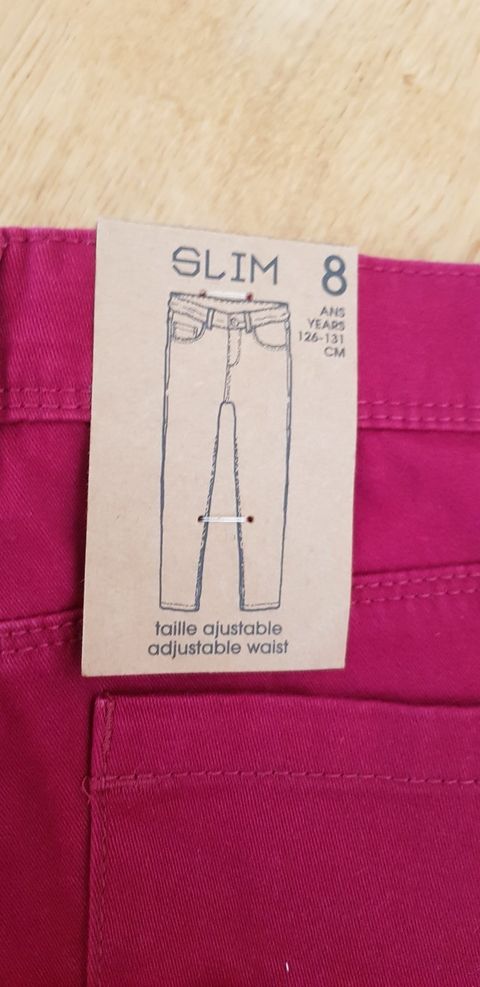 SLIM 8
ANS
YEARS
126-131
CM
taille ajustable
adjustable waist